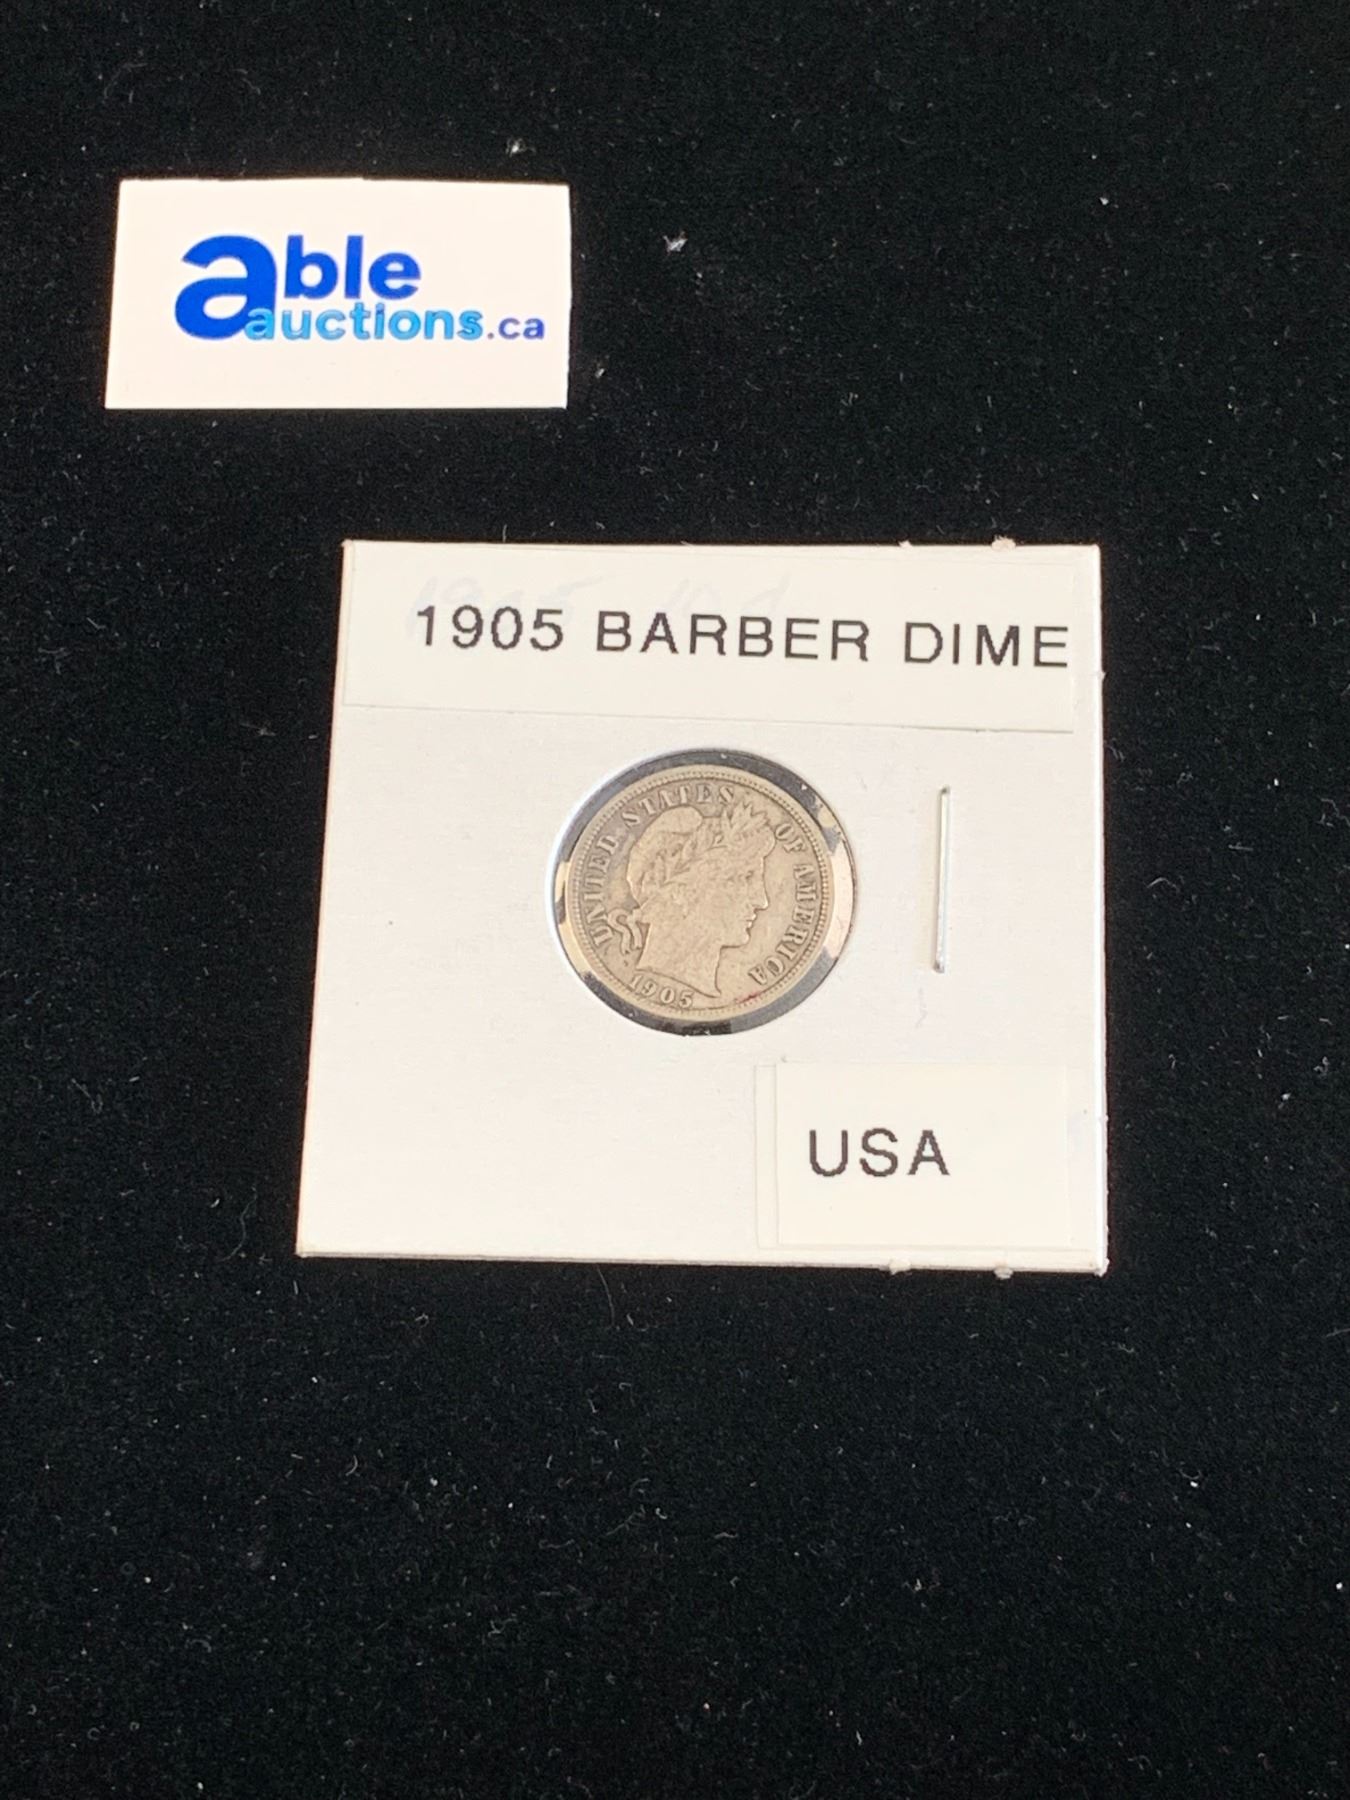 able
auctions.ca
1905 BARBER DIME
UNITED STATES OF AMERICA
1905
USA